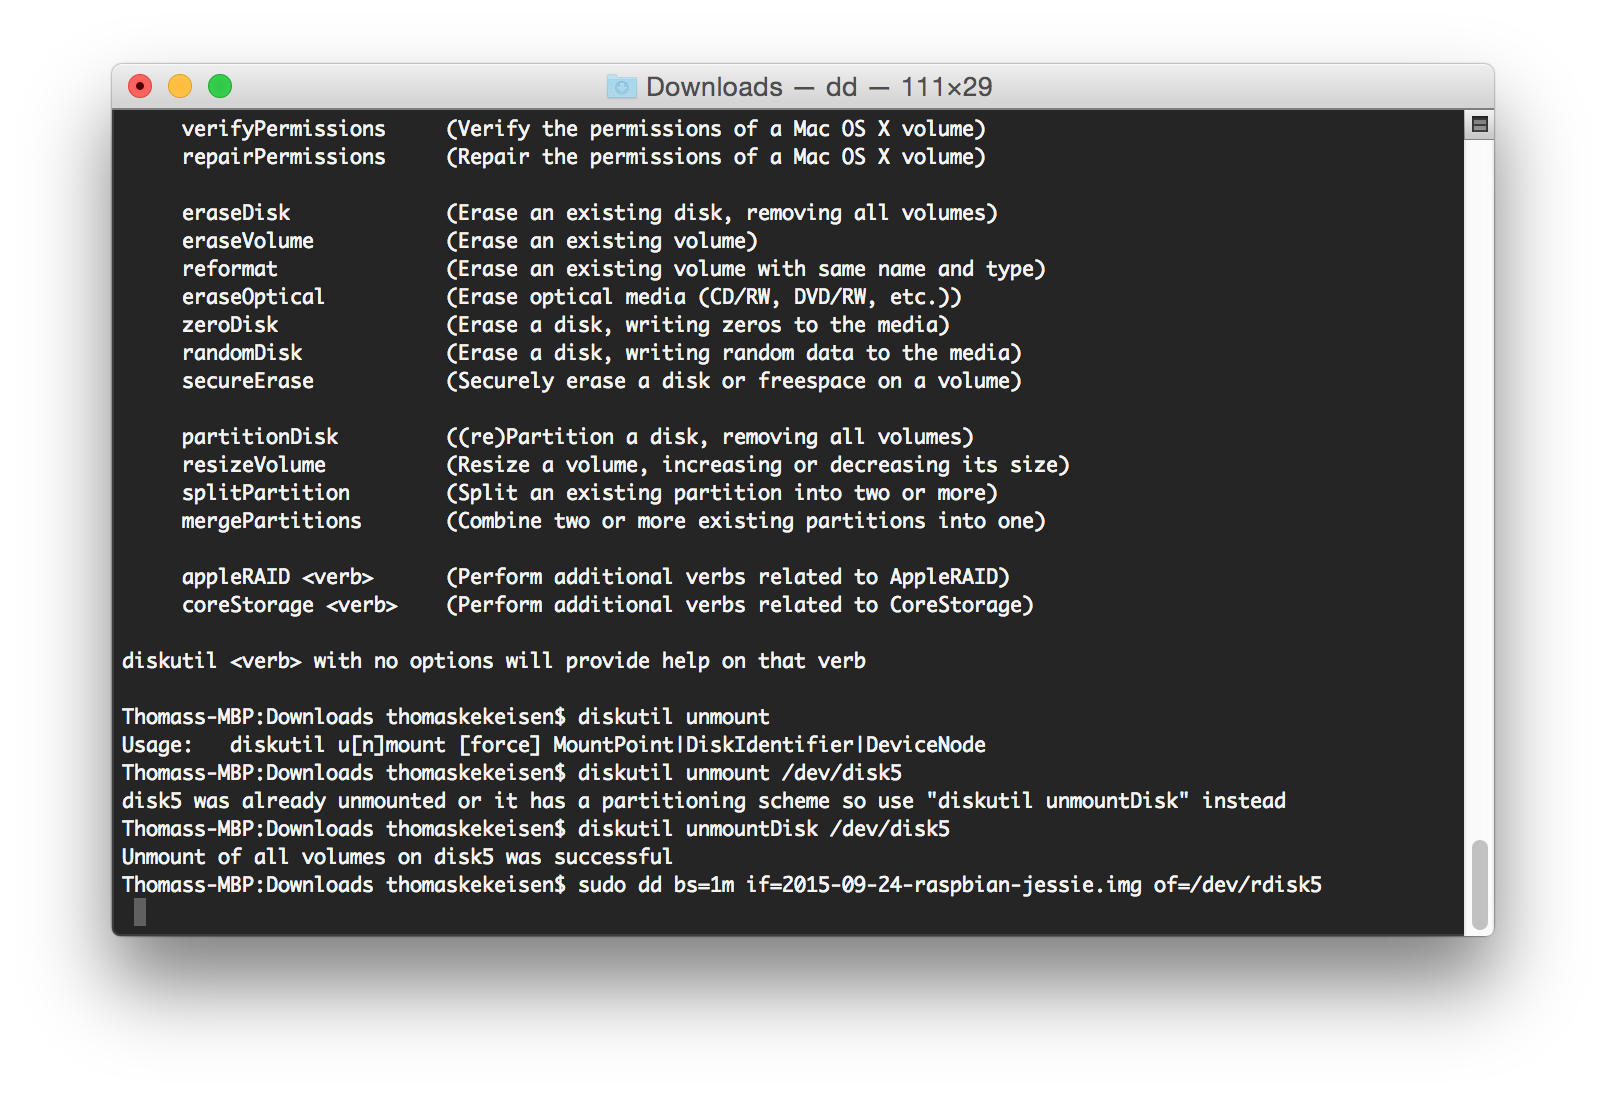 Downloads — dd — 111×29
verifyPermissions (Verify the permissions of a Mac OS X volume)
repairPermissions (Repair the permissions of a Mac OS X volume)
eraseDisk (Erase an existing disk, removing all volumes)
eraseVolume (Erase an existing volume)
reformat (Erase an existing volume with same name and type)
eraseOptical (Erase optical media (CD/RW, DVD/RW, etc.))
zeroDisk (Erase a disk, writing zeros to the media)
randomDisk (Erase a disk, writing random data to the media)
secureErase (Securely erase a disk or freespace on a volume)
partitionDisk ((re)Partition a disk, removing all volumes)
resizeVolume (Resize a volume, increasing or decreasing its size)
splitPartition (Split an existing partition into two or more)
mergePartitions (Combine two or more existing partitions into one)
appleRAID <verb> (Perform additional verbs related to AppleRAID)
coreStorage <verb> (Perform additional verbs related to CoreStorage)
diskutil <verb> with no options will provide help on that verb
Thomass-MBP:Downloads thomaskekeisen$ diskutil unmount
Usage: diskutil u[n]mount [force] MountPoint|DiskIdentifier|DeviceNode
Thomass-MBP:Downloads thomaskekeisen$ diskutil unmount /dev/disk5
disk5 was already unmounted or it has a partitioning scheme so use "diskutil unmountDisk" instead
Thomass-MBP:Downloads thomaskekeisen$ diskutil unmountDisk /dev/disk5
Unmount of all volumes on disk5 was successful
Thomass-MBP:Downloads thomaskekeisen$ sudo dd bs=1m if=2015-09-24-raspbian-jessie.img of=/dev/rdisk5